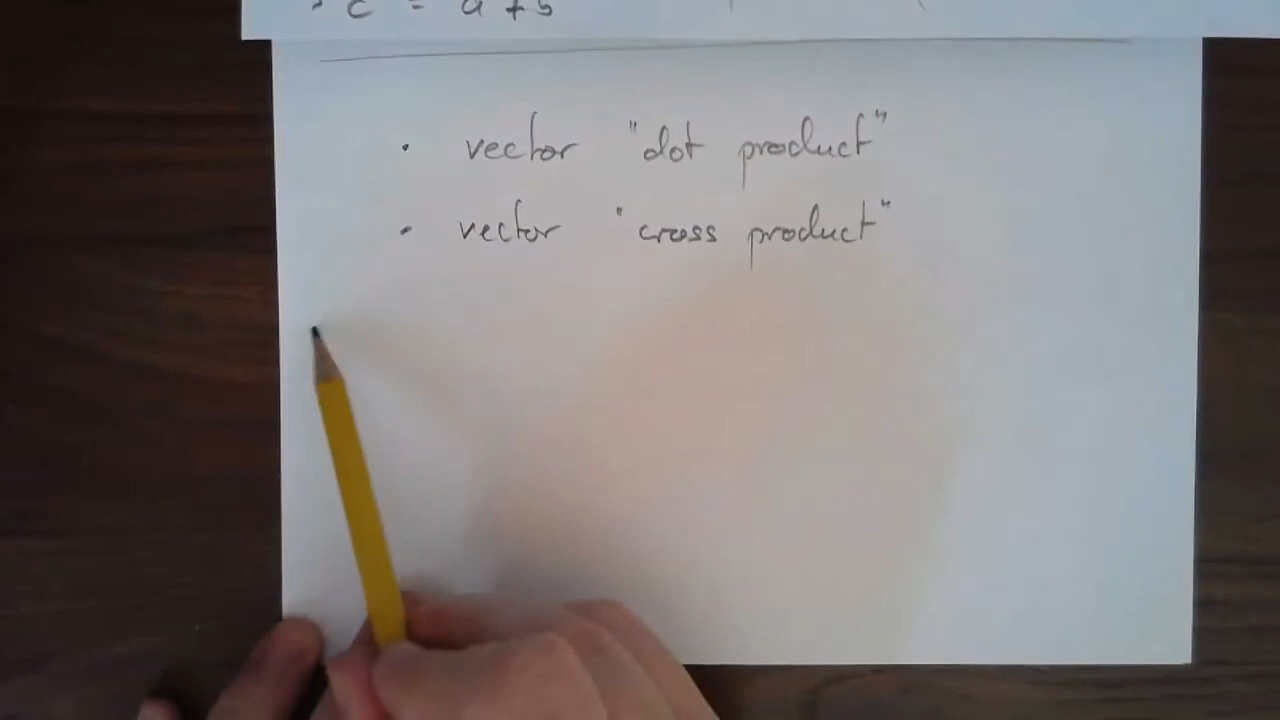 c = a + b
• vector "dot product"
• vector "cross product"